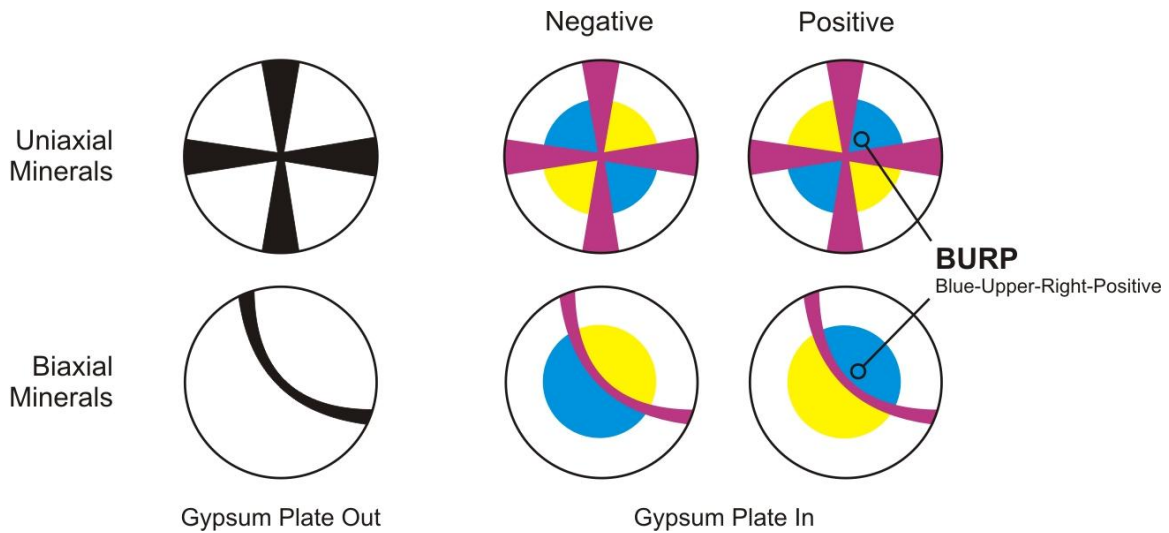 Negative
Positive
Uniaxial
Minerals
BURP
Blue-Upper-Right-Positive
Biaxial
Minerals
Gypsum Plate Out
Gypsum Plate In